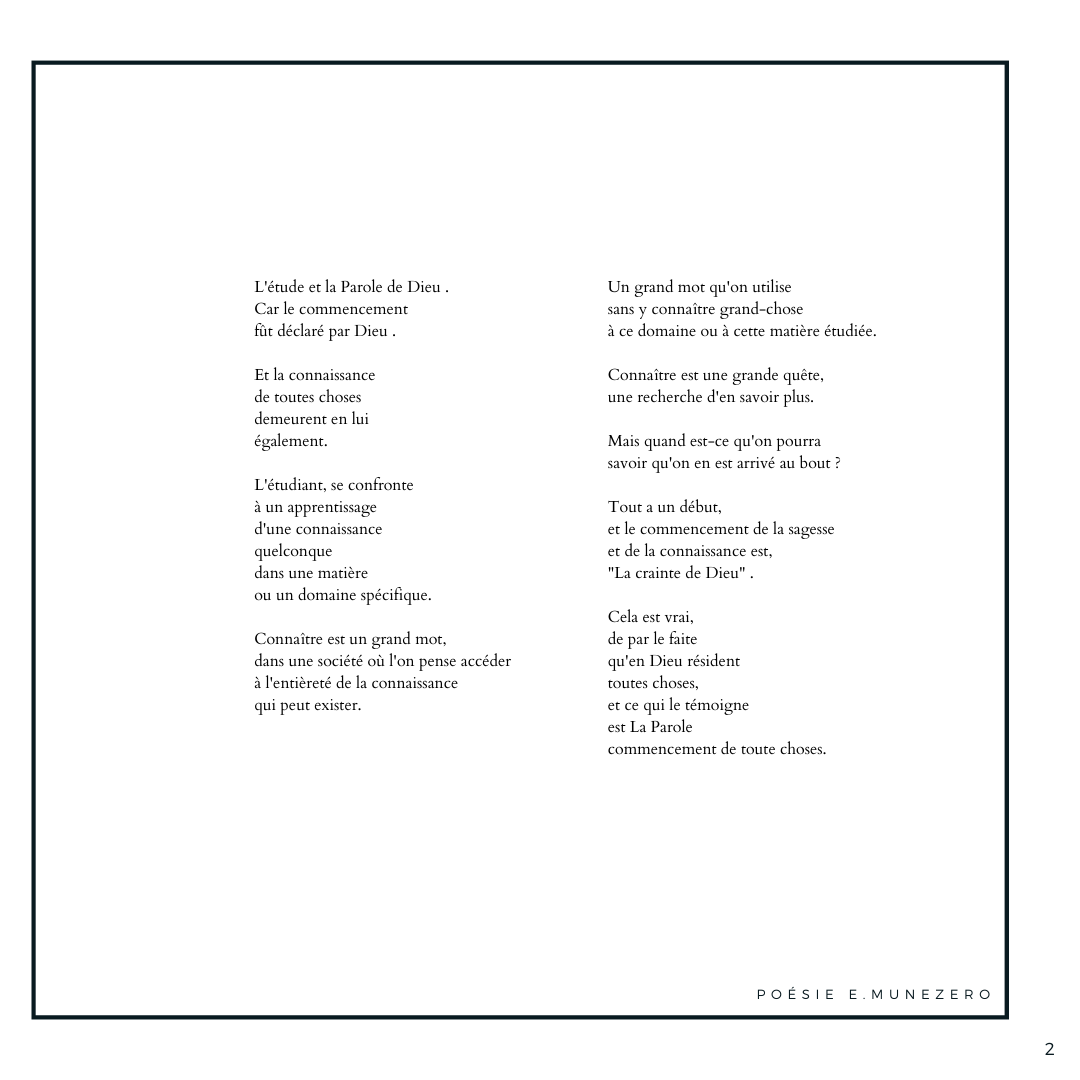 L'étude et la Parole de Dieu .
Car le commencement
fût déclaré par Dieu .
Et la connaissance
de toutes choses
demeurent en lui
également.
L'étudiant, se confronte
à un apprentissage
d'une connaissance
quelconque
dans une matière
ou un domaine spécifique.
Connaître est un grand mot,
dans une société où l'on pense accéder
à l'entièreté de la connaissance
qui peut exister.
Un grand mot qu'on utilise
sans y connaître grand-chose
à ce domaine ou à cette matière étudiée.
Connaître est une grande quête,
une recherche d'en savoir plus.
Mais quand est-ce qu'on pourra
savoir qu'on en est arrivé au bout ?
Tout a un début,
et le commencement de la sagesse
et de la connaissance est,
"La crainte de Dieu" .
Cela est vrai,
de par le faite
qu'en Dieu résident
toutes choses,
et ce qui le témoigne
est La Parole
commencement de toute choses.
POÉSIE E.MUNEZERO
2